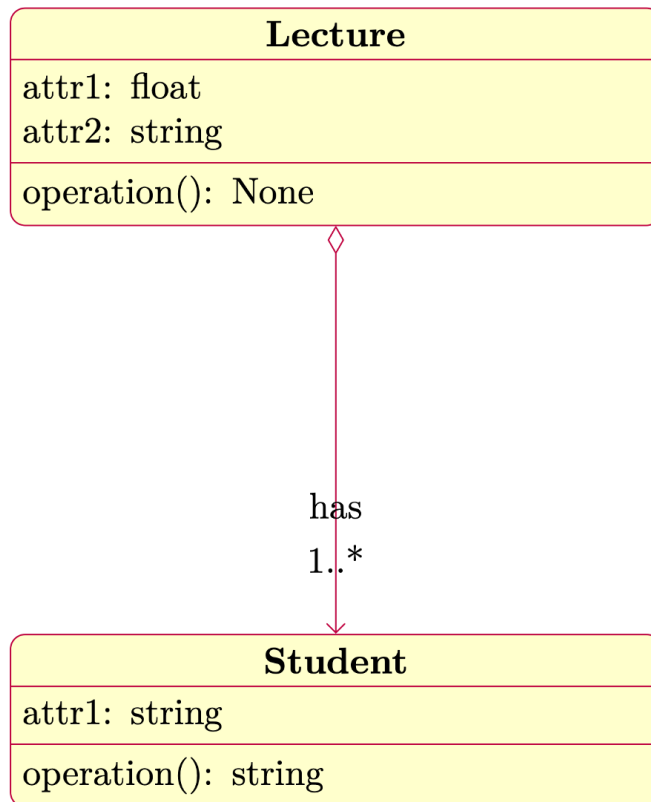 Lecture
attr1: float
attr2: string
operation(): None
has
1..*
Student
attr1: string
operation(): string